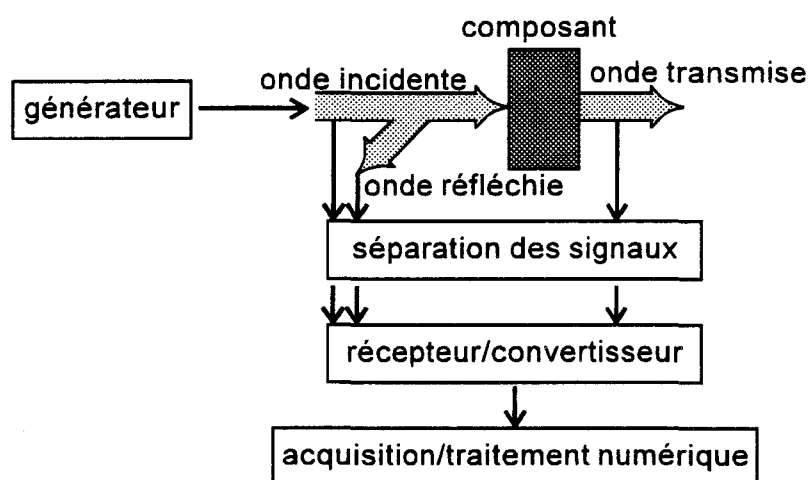 composant
onde incidente
onde transmise
générateur
onde réfléchie
séparation des signaux
récepteur/convertisseur
acquisition/traitement numérique